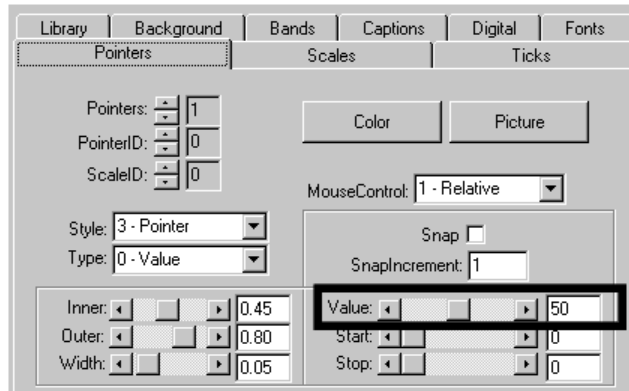 Library Background Bands Captions Digital Fonts
Pointers Scales Ticks
Pointers: 1
PointerID: 0
ScaleID: 0
Color Picture
MouseControl: 1 - Relative
Style: 3 - Pointer
Type: 0 - Value
Snap
SnapIncrement: 1
Inner: 0.45
Outer: 0.80
Width: 0.05
Value: 50
Start: 0
Stop: 0